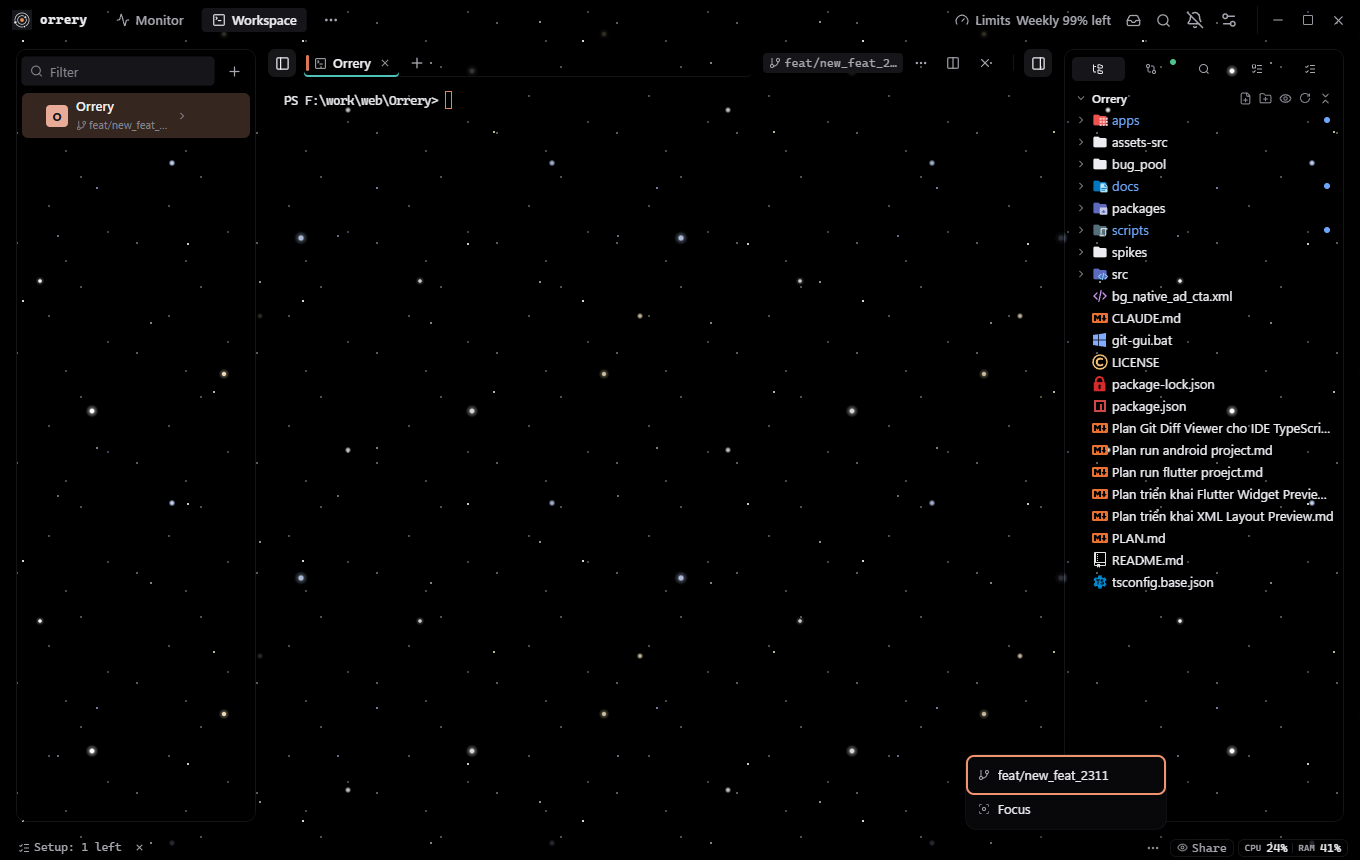 orrery
Monitor
Workspace
Limits Weekly 99% left
Filter
O
Orrery
feat/new_feat_...
Orrery
feat/new_feat_2...
PS F:\work\web\Orrery>
Orrery
apps
assets-src
bug_pool
docs
packages
scripts
spikes
src
bg_native_ad_cta.xml
CLAUDE.md
git-gui.bat
LICENSE
package-lock.json
package.json
Plan Git Diff Viewer cho IDE TypeScri...
Plan run android project.md
Plan run flutter proejct.md
Plan triển khai Flutter Widget Previe...
Plan triển khai XML Layout Preview.md
PLAN.md
README.md
tsconfig.base.json
feat/new_feat_2311
Focus
Setup: 1 left
Share
CPU 24% RAM 41%